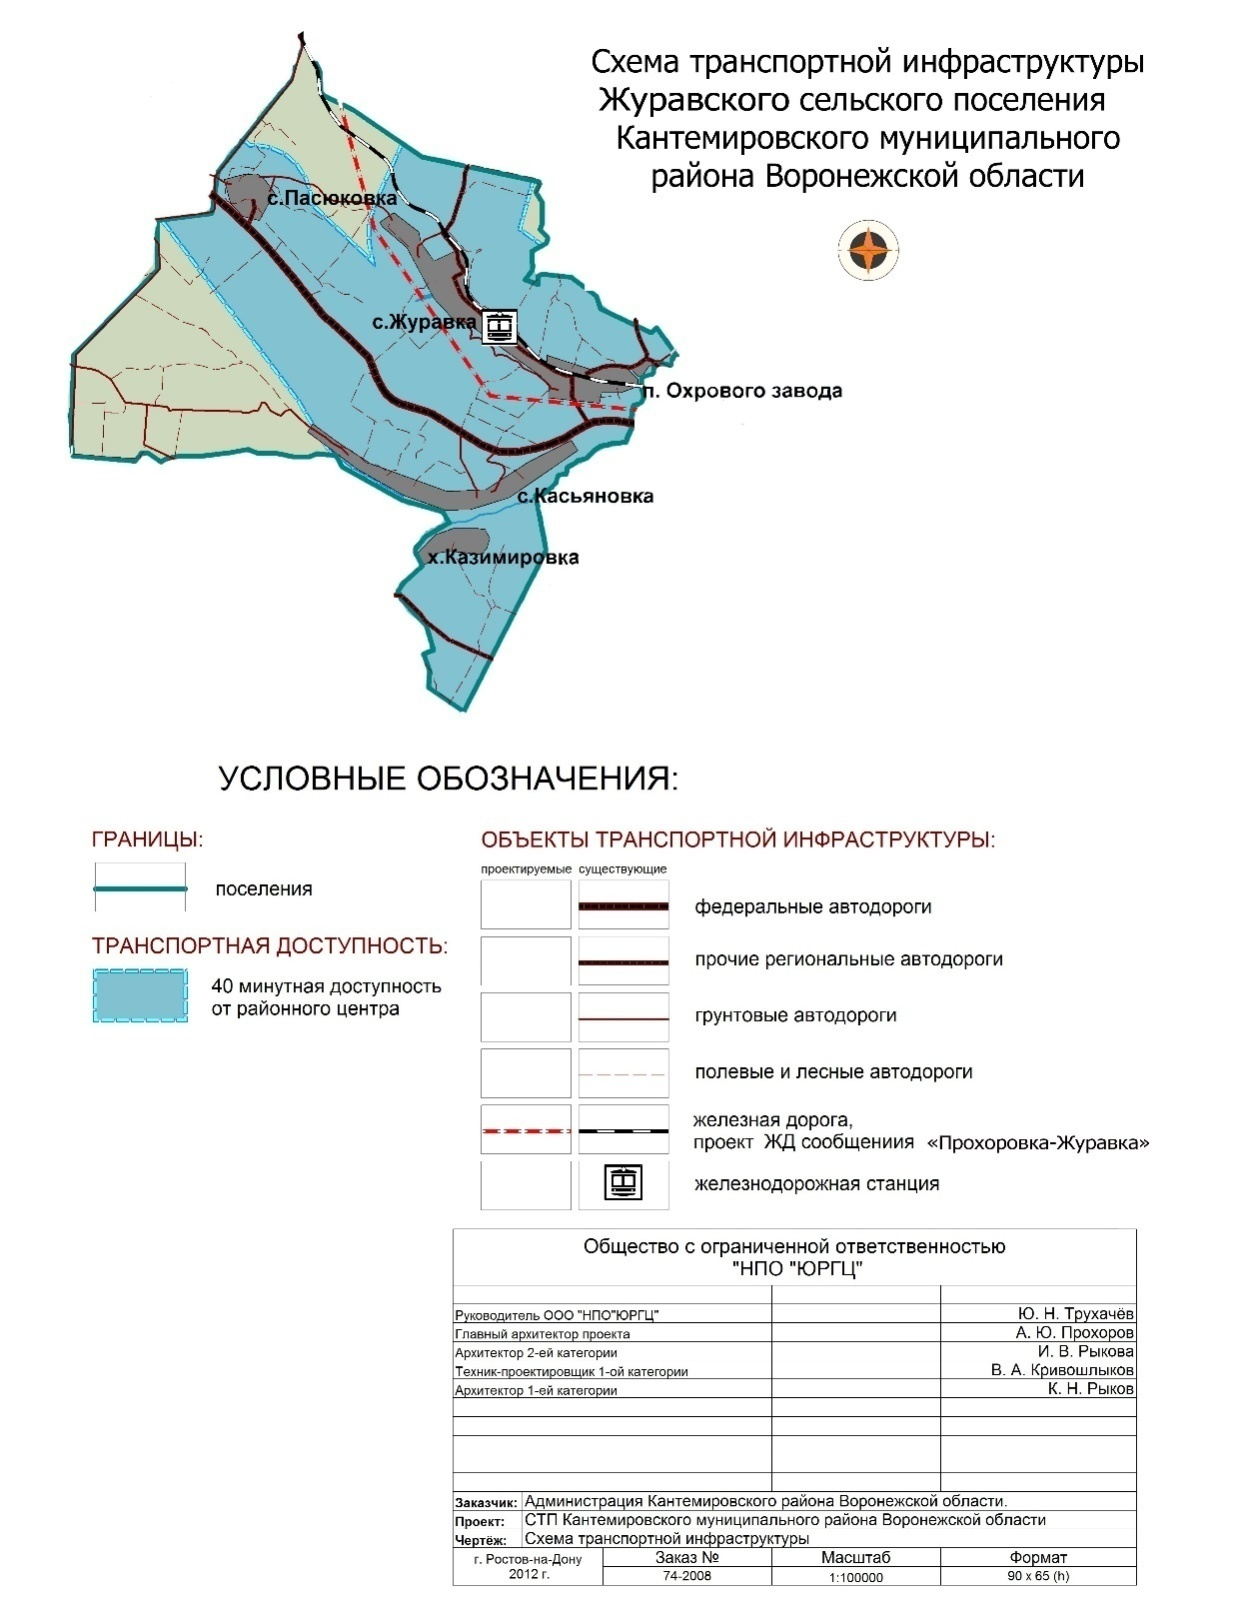 Схема транспортной инфраструктуры
Журавского сельского поселения
Кантемировского муниципального
района Воронежской области
с.Пасюковка
с.Журавка
п. Охрового завода
с.Касьяновка
х.Казимировка
УСЛОВНЫЕ ОБОЗНАЧЕНИЯ:
ГРАНИЦЫ:
поселения
ТРАНСПОРТНАЯ ДОСТУПНОСТЬ:
40 минутная доступность
от районного центра
ОБЪЕКТЫ ТРАНСПОРТНОЙ ИНФРАСТРУКТУРЫ:
проектируемые существующие
федеральные автодороги
прочие региональные автодороги
грунтовые автодороги
полевые и лесные автодороги
железная дорога,
проект ЖД сообщениия «Прохоровка-Журавка»
железнодорожная станция
Общество с ограниченной ответственностью
"НПО "ЮРГЦ"
Руководитель ООО "НПО"ЮРГЦ" Ю. Н. Трухачёв
Главный архитектор проекта А. Ю. Прохоров
Архитектор 2-ей категории И. В. Рыкова
Техник-проектировщик 1-ой категории В. А. Кривошлыков
Архитектор 1-ей категории К. Н. Рыков
Заказчик: Администрация Кантемировского района Воронежской области.
Проект: СТП Кантемировского муниципального района Воронежской области
Чертёж: Схема транспортной инфраструктуры
г. Ростов-на-Дону Заказ № Масштаб Формат
2012 г. 74-2008 1:100000 90 x 65 (h)